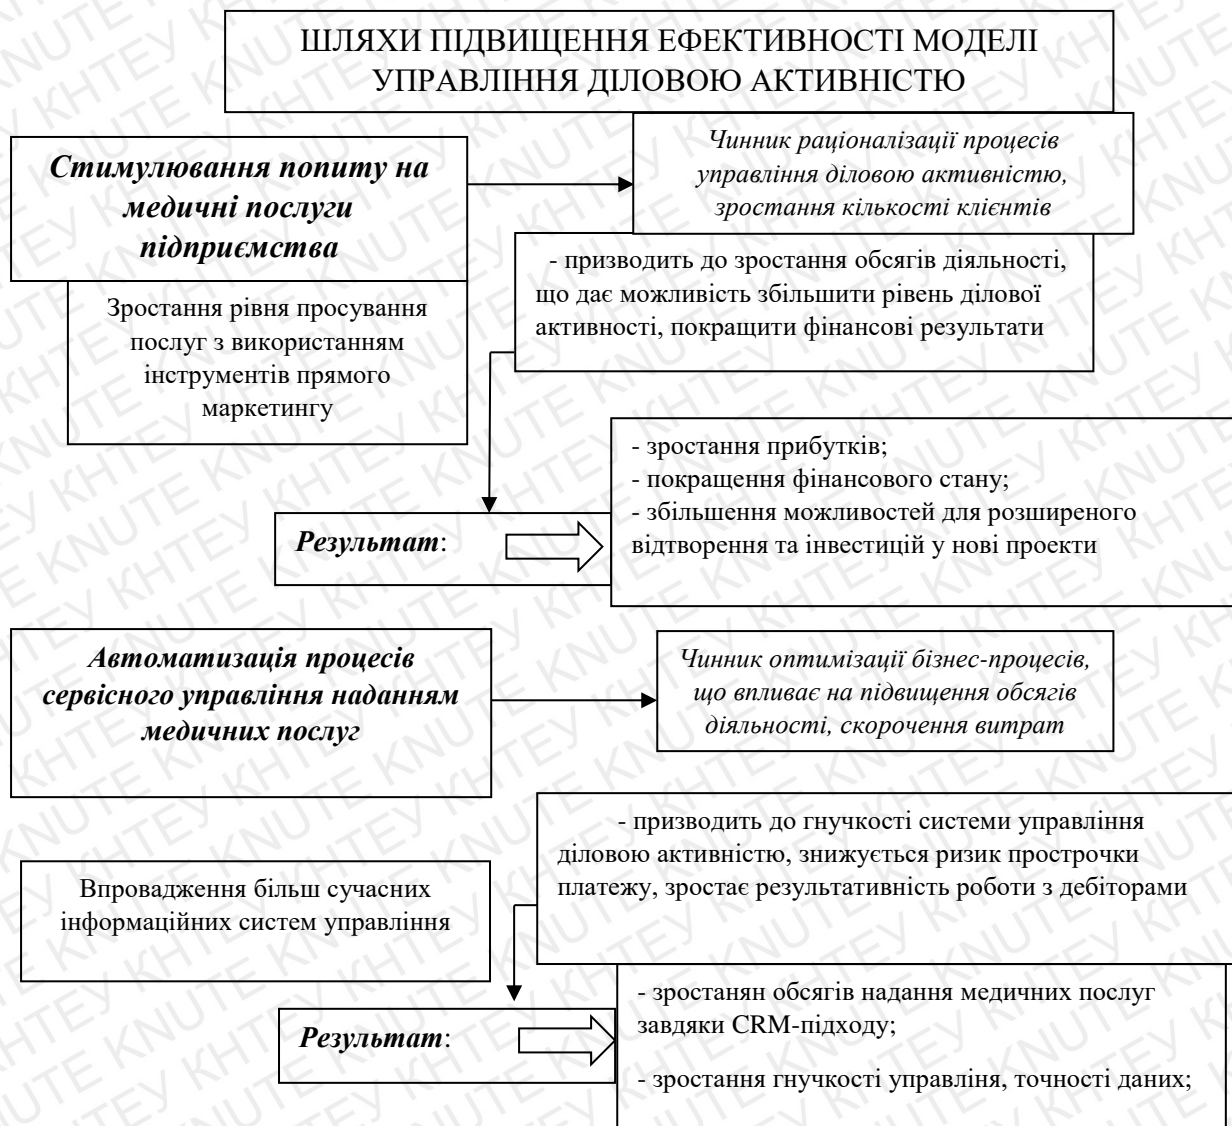 ШЛЯХИ ПІДВИЩЕННЯ ЕФЕКТИВНОСТІ МОДЕЛІ
УПРАВЛІННЯ ДІЛОВОЮ АКТИВНІСТЮ
Стимулювання попиту на
медичні послуги
підприємства
Чинник раціоналізації процесів
управління діловою активністю,
зростання кількості клієнтів
Зростання рівня просування
послуг з використанням
інструментів прямого
маркетингу
- призводить до зростання обсягів діяльності,
що дає можливість збільшити рівень ділової
активності, покращити фінансові результати
Результат:
- зростання прибутків;
- покращення фінансового стану;
- збільшення можливостей для розширеного
відтворення та інвестицій у нові проекти
Автоматизація процесів
сервісного управління наданням
медичних послуг
Чинник оптимізації бізнес-процесів,
що впливає на підвищення обсягів
діяльності, скорочення витрат
Впровадження більш сучасних
інформаційних систем управління
- призводить до гнучкості системи управління
діловою активністю, знижується ризик прострочки
платежу, зростає результативність роботи з дебіторами
Результат:
- зростанян обсягів надання медичних послуг
завдяки CRM-підходу;
- зростання гнучкості управліня, точності даних;